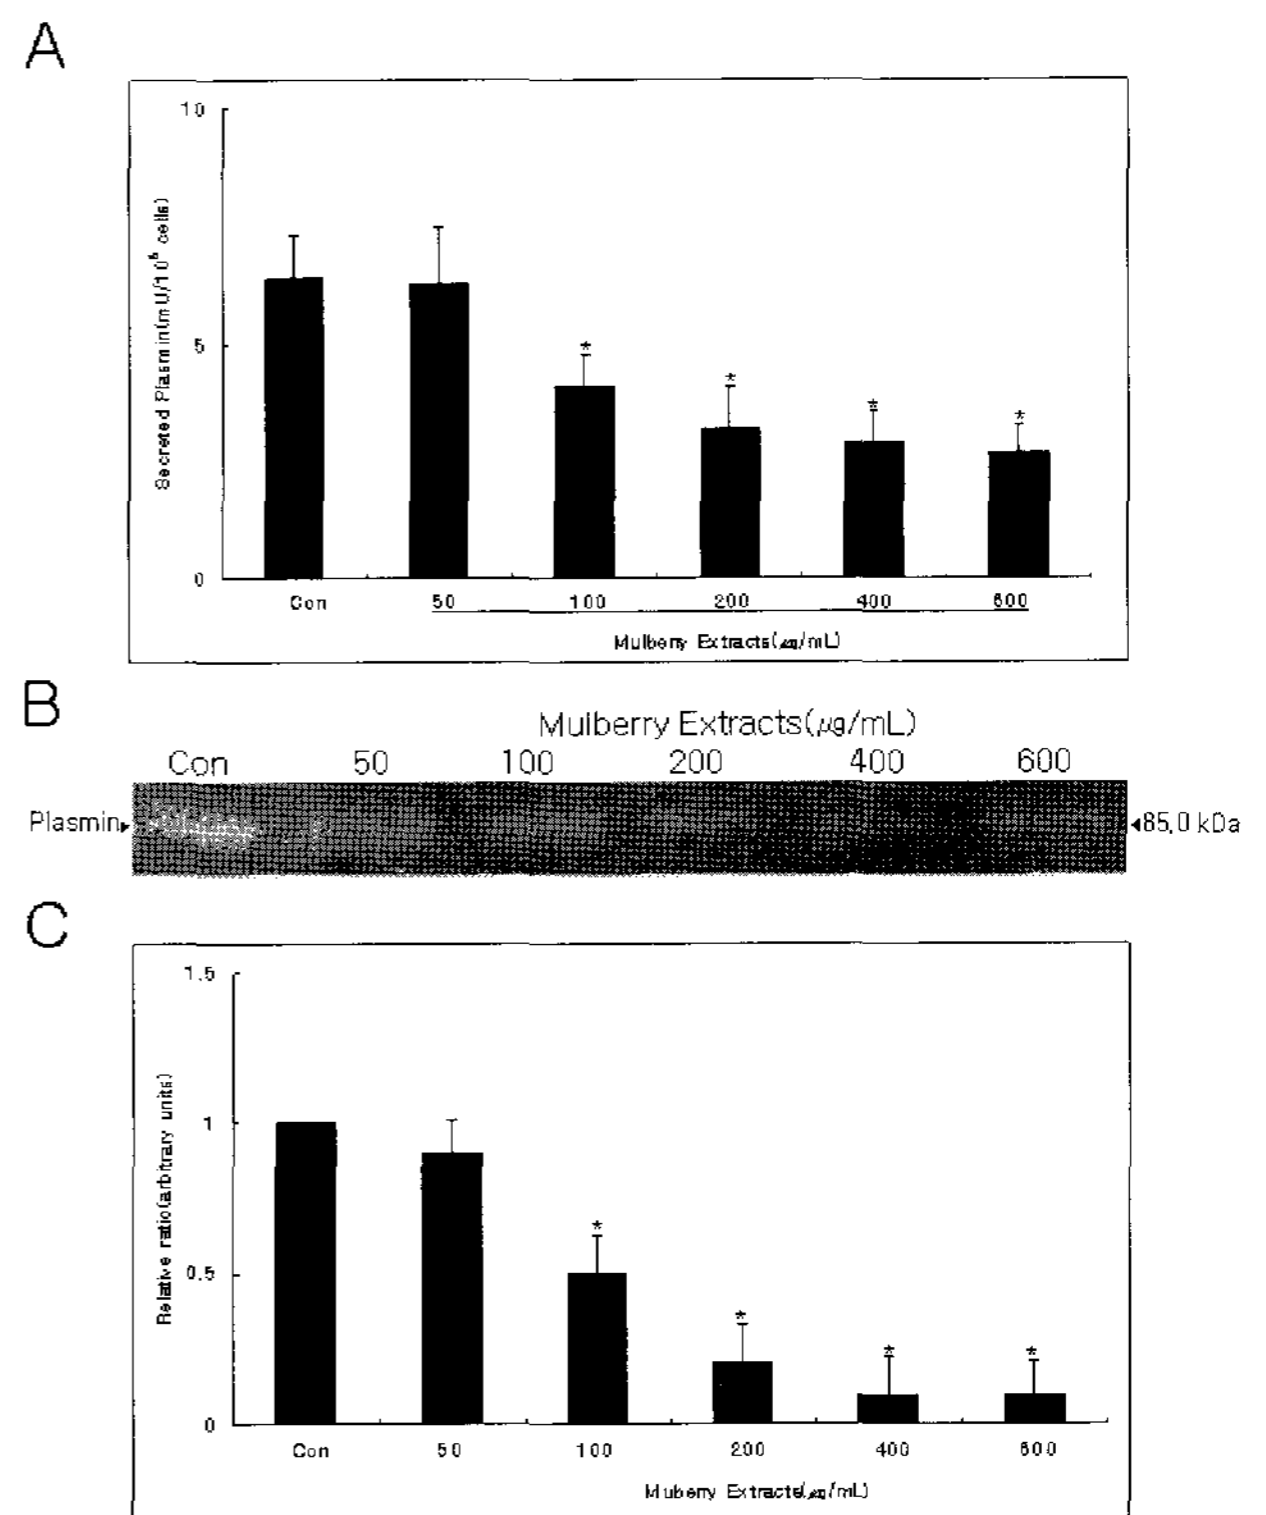 A
10
5
0
Secreted Plasmin(mU/10⁵ cells)
* * * *
Con 50 100 200 400 600
Mulberry Extracts(㎍/mL)
B
Mulberry Extracts(㎍/mL)
Con 50 100 200 400 600
Plasmin 85.0 kDa
C
1.5
1
0.5
0
Relative ratio(arbitrary units)
* * * *
Con 50 100 200 400 600
Mulberry Extracts(㎍/mL)